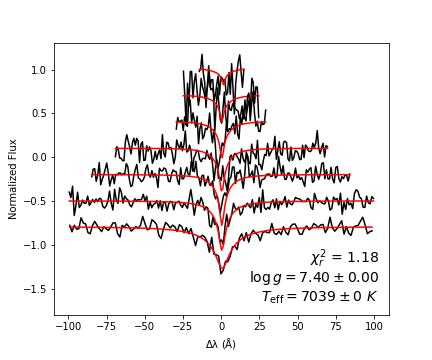 Normalized Flux
1.0
0.5
0.0
−0.5
−1.0
−1.5
χ²ᵣ = 1.18
log g = 7.40 ± 0.00
T_eff = 7039 ± 0 K
−100 −75 −50 −25 0 25 50 75 100
Δλ (Å)